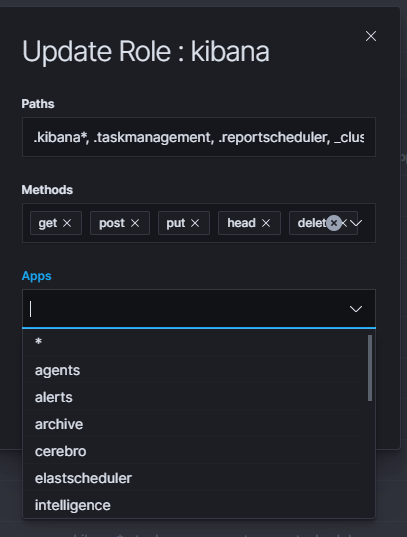 Update Role : kibana
Paths
.kibana*, .taskmanagement, .reportscheduler, _clus
Methods
get post put head delet
Apps
*
agents
alerts
archive
cerebro
elastscheduler
intelligence